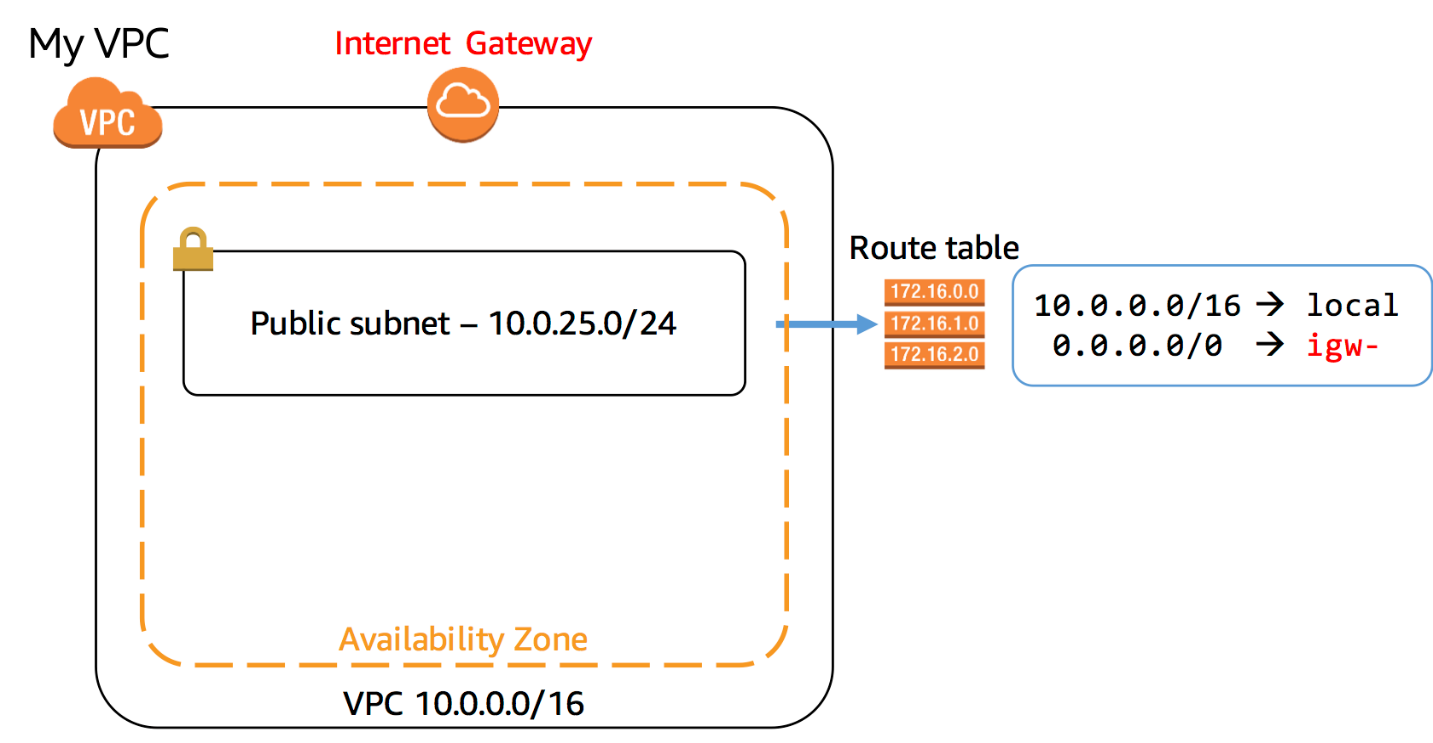 My VPC
Internet Gateway
VPC
Route table
172.16.0.0
172.16.1.0
172.16.2.0
10.0.0.0/16 → local
0.0.0.0/0 → igw-
Public subnet – 10.0.25.0/24
Availability Zone
VPC 10.0.0.0/16